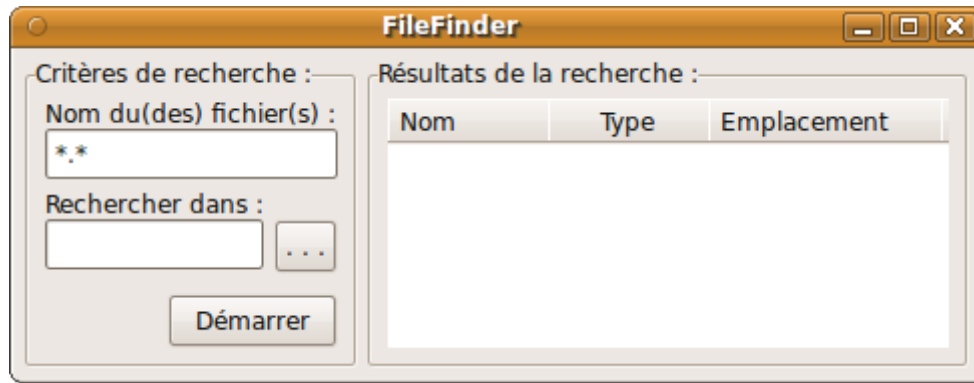 FileFinder
Critères de recherche :
Nom du(des) fichier(s) :
*.*
Rechercher dans :
...
Démarrer
Résultats de la recherche :
Nom Type Emplacement